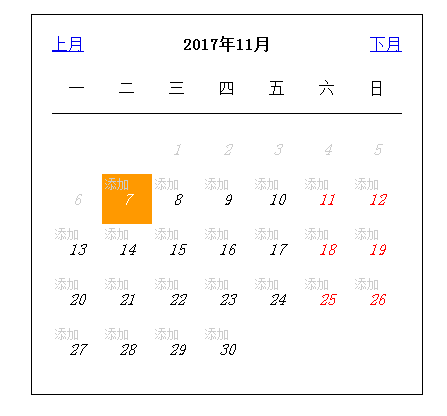 上月 2017年11月 下月
一 二 三 四 五 六 日
1 2 3 4 5
添加 添加 添加 添加 添加 添加
6 7 8 9 10 11 12
添加 添加 添加 添加 添加 添加 添加
13 14 15 16 17 18 19
添加 添加 添加 添加 添加 添加 添加
20 21 22 23 24 25 26
添加 添加 添加 添加
27 28 29 30